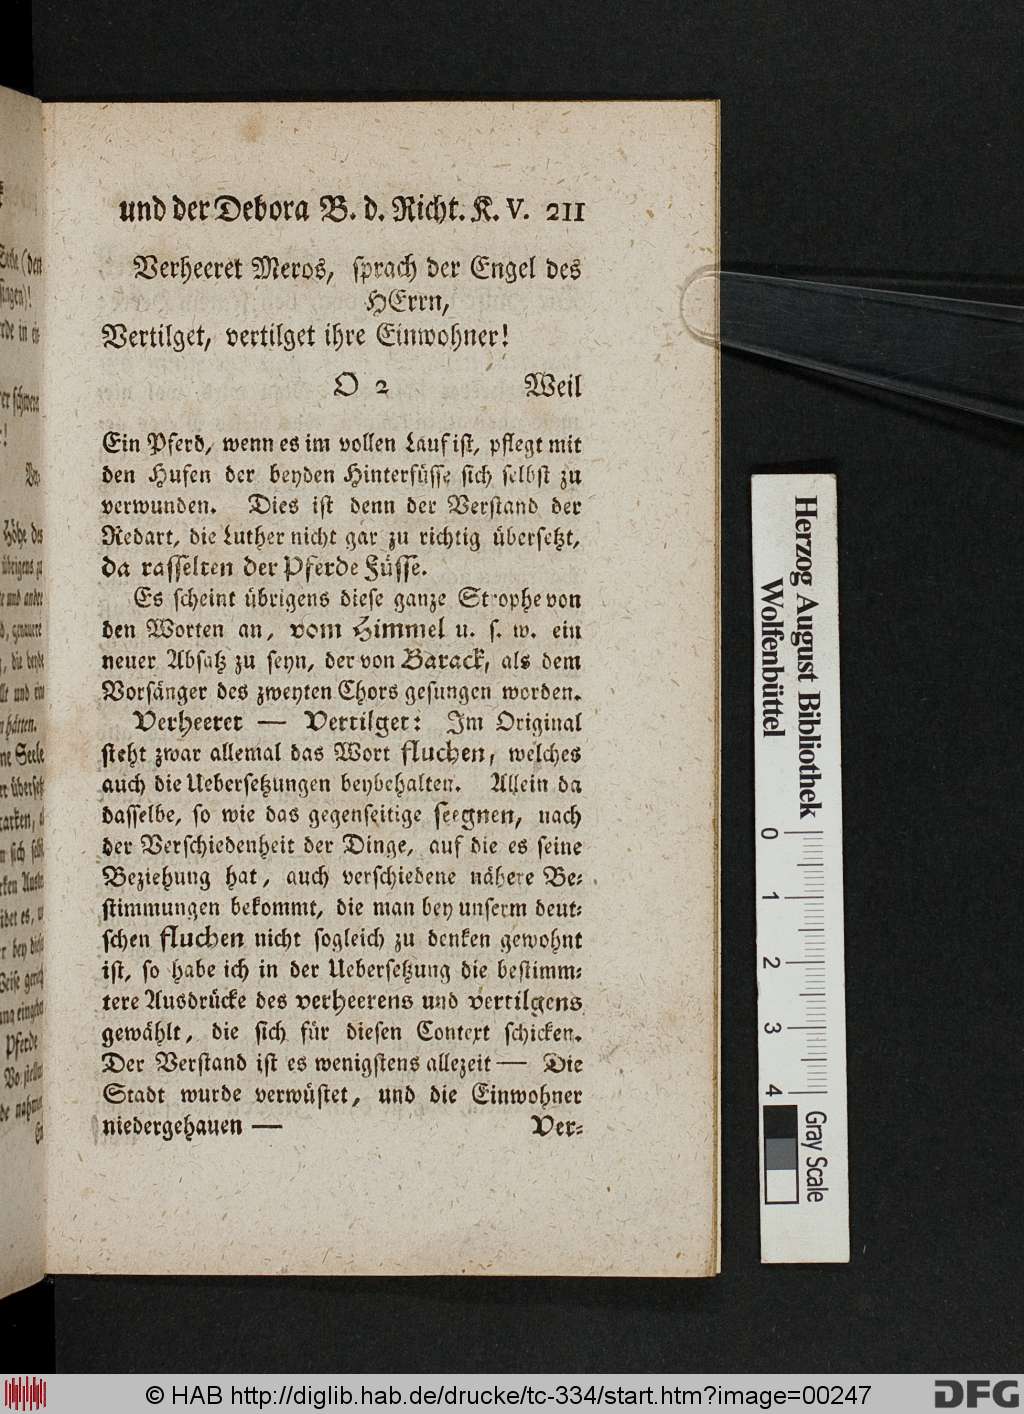 und der Debora B. d. Richt. K. V. 211
Verheeret Meros, sprach der Engel des
HErrn,
Vertilget, vertilget ihre Einwohner!
O 2 Weil
Ein Pferd, wenn es im vollen Lauf ist, pflegt mit
den Hufen der beyden Hinterfüsse sich selbst zu
verwunden. Dies ist denn der Verstand der
Redart, die Luther nicht gar zu richtig übersetzt,
da rasselten der Pferde Füsse.
Es scheint übrigens diese ganze Strophe von
den Worten an, vom Himmel u. s. w. ein
neuer Absatz zu seyn, der von Barack, als dem
Vorsänger des zweyten Chors gesungen worden.
Verheeret — Vertilget: Im Original
steht zwar allemal das Wort fluchen, welches
auch die Uebersetzungen beybehalten. Allein da
dasselbe, so wie das gegenseitige seegnen, nach
der Verschiedenheit der Dinge, auf die es seine
Beziehung hat, auch verschiedene nähere Be-
stimmungen bekommt, die man bey unserm deut-
schen fluchen nicht sogleich zu denken gewohnt
ist, so habe ich in der Uebersetzung die bestimm-
tere Ausdrücke des verheerens und vertilgens
gewählt, die sich für diesen Context schicken.
Der Verstand ist es wenigstens allezeit — Die
Stadt wurde verwüstet, und die Einwohner
niedergehauen — Ver-
Herzog August Bibliothek
Wolfenbüttel
0 1 2 3 4
Gray Scale
© HAB http://diglib.hab.de/drucke/tc-334/start.htm?image=00247
DFG